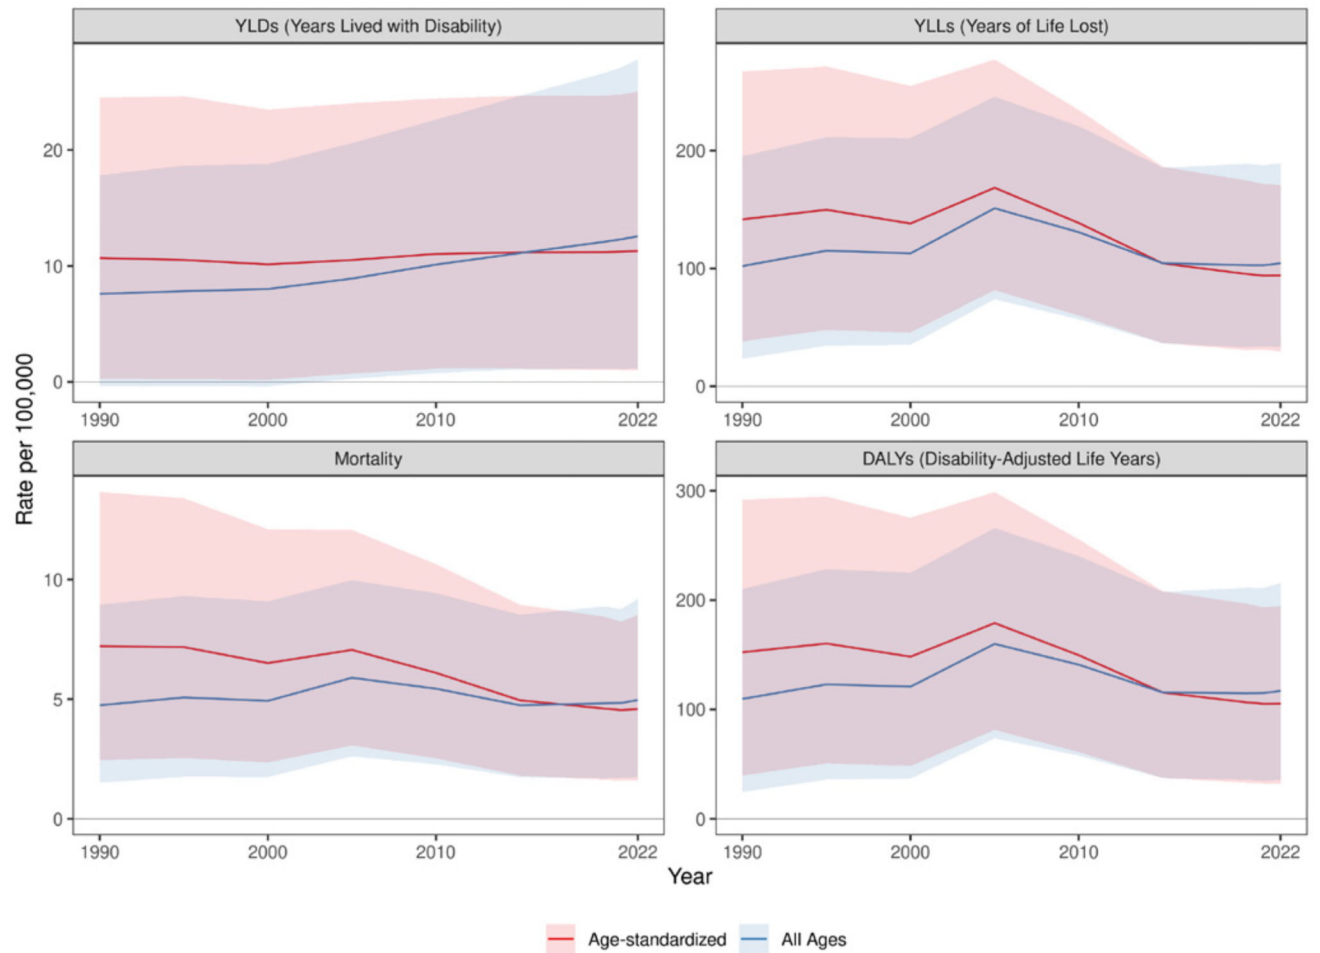 YLDs (Years Lived with Disability)
YLLs (Years of Life Lost)
20
10
0
1990 2000 2010 2022
200
100
0
1990 2000 2010 2022
Rate per 100,000
Mortality
DALYs (Disability-Adjusted Life Years)
10
5
0
1990 2000 2010 2022
300
200
100
0
1990 2000 2010 2022
Year
Age-standardized All Ages